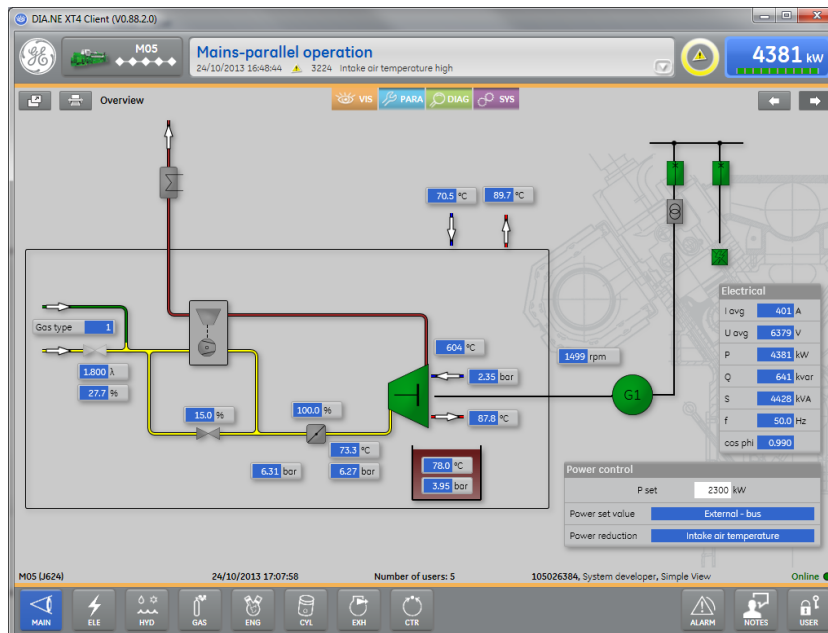 DIA.NE XT4 Client (V0.88.2.0)
M05
Mains-parallel operation
24/10/2013 16:48:44 3224 Intake air temperature high
4381 kW
Overview
VIS PARA DIAG SYS
70.5 °C 89.7 °C
Gas type 1
1.800 λ
27.7 %
15.0 %
100.0 %
73.3 °C
6.31 bar 6.27 bar
604 °C
2.35 bar
87.8 °C
78.0 °C
3.95 bar
1499 rpm
G1
Electrical
I avg 401 A
U avg 6379 V
P 4381 kW
Q 641 kvar
S 4428 kVA
f 50.0 Hz
cos phi 0.990
Power control
P set 2300 kW
Power set value External - bus
Power reduction Intake air temperature
M05 (J624) 24/10/2013 17:07:58 Number of users: 5 105026384, System developer, Simple View Online
MAIN ELE HYD GAS ENG CYL EXH CTR ALARM NOTES USER